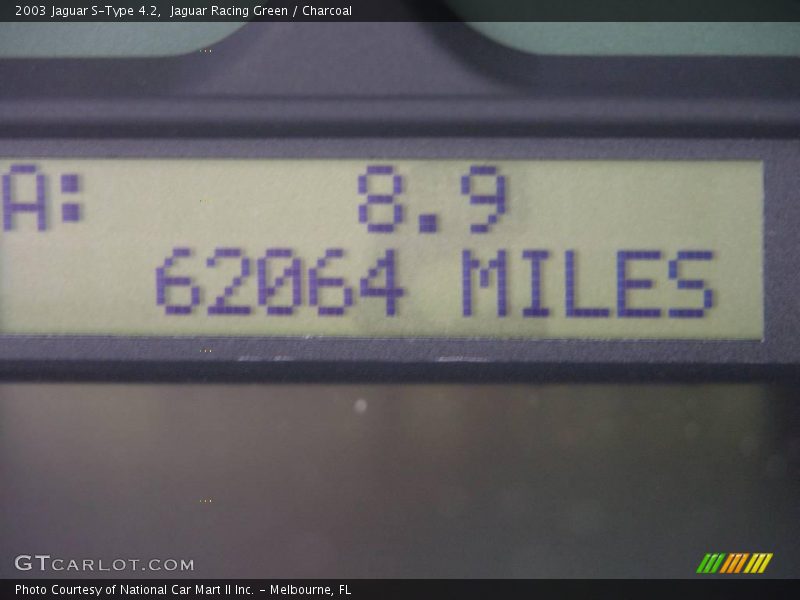 2003 Jaguar S-Type 4.2,  Jaguar Racing Green / Charcoal
A: 8.9
62064 MILES
GTCARLOT.COM
Photo Courtesy of National Car Mart II Inc. - Melbourne, FL